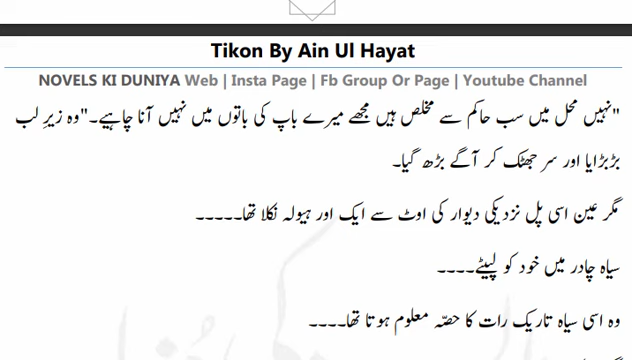 Tikon By Ain Ul Hayat
NOVELS KI DUNIYA Web | Insta Page | Fb Group Or Page | Youtube Channel
"نہیں محل میں سب حاکم سے مخلص ہیں مجھے میرے باپ کی باتوں میں نہیں آنا چاہیے۔"وہ زیرِ لب
بڑبڑایا اور سر جھٹک کر آگے بڑھ گیا۔
مگر عین اسی پل نزدیکی دیوار کی اوٹ سے ایک اور ہیولہ نکلا تھا۔۔۔۔۔
سیاہ چادر میں خود کو لپیٹے۔۔۔۔
وہ اسی سیاہ تاریک رات کا حصّہ معلوم ہوتا تھا۔۔۔۔